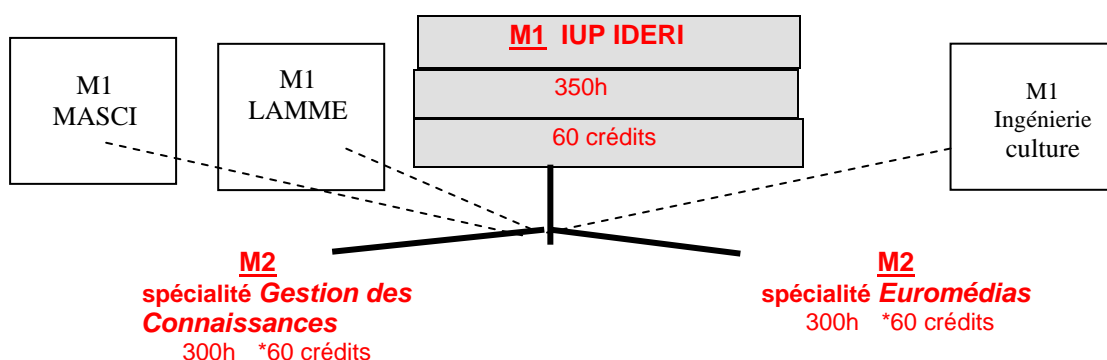 M1 IUP IDERI
350h
60 crédits
M1
MASCI
M1
LAMME
M1
Ingénierie
culture
M2
spécialité Gestion des
Connaissances
300h *60 crédits
M2
spécialité Euromédias
300h *60 crédits